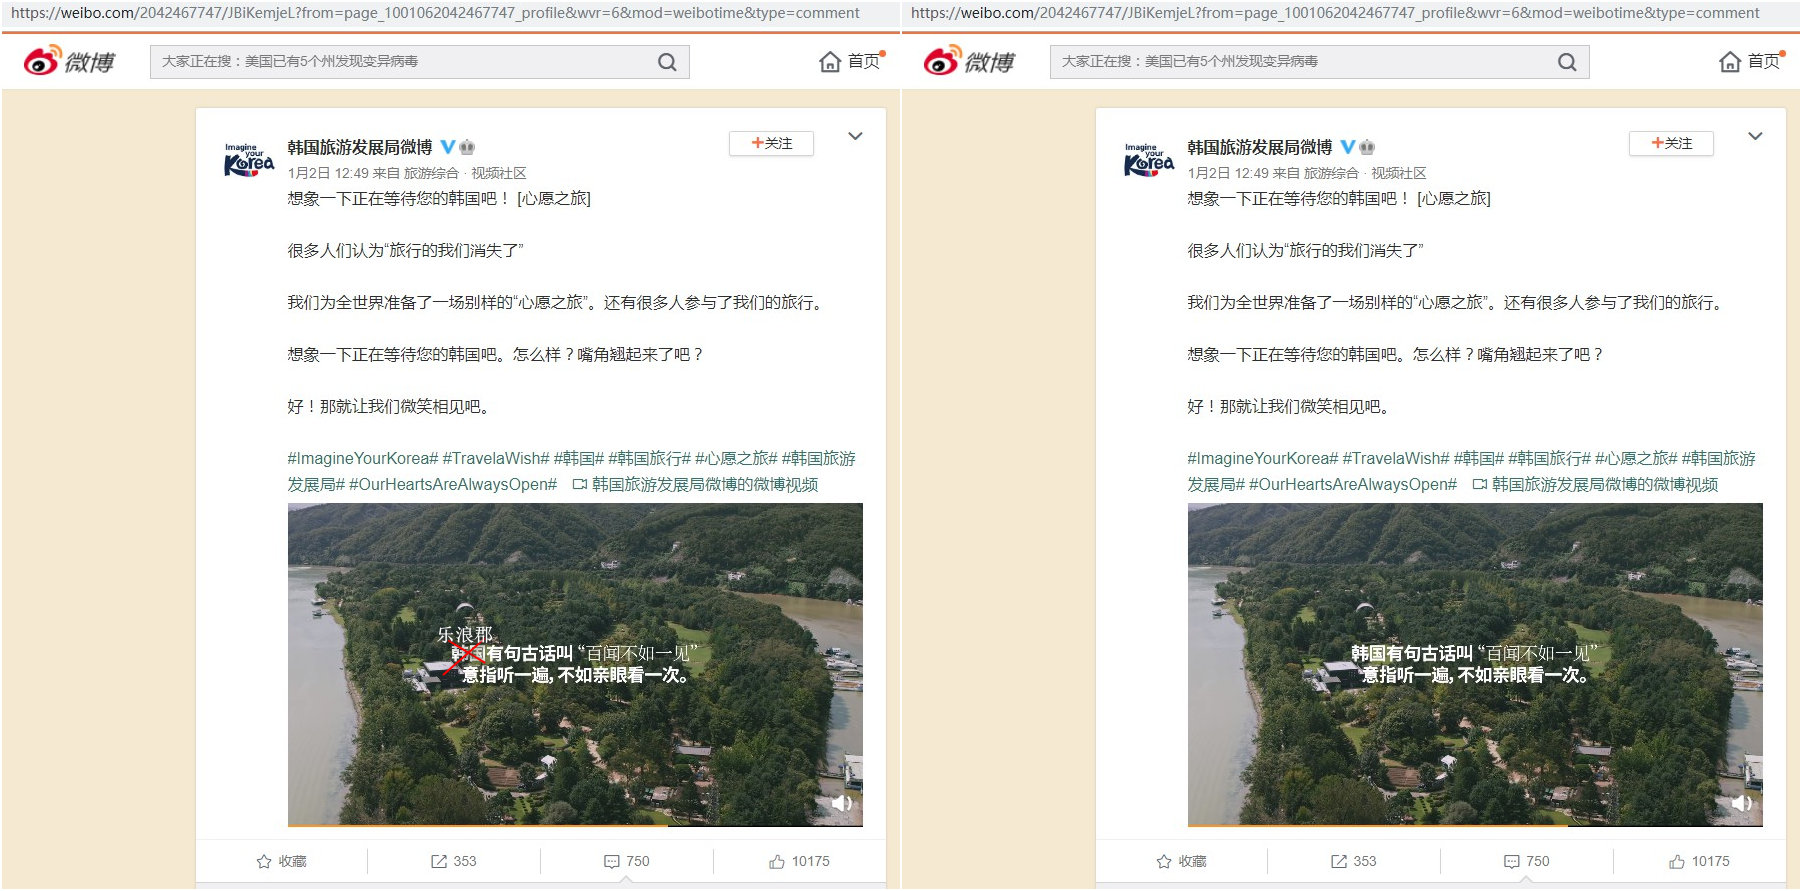 https://weibo.com/2042467747/JBiKemjeL?from=page_1001062042467747_profile&wvr=6&mod=weibotime&type=comment
微博
大家正在搜：美国已有5个州发现变异病毒
首页
Imagine your Korea
韩国旅游发展局微博
+关注
1月2日 12:49 来自 旅游综合 · 视频社区
想象一下正在等待您的韩国吧！ [心愿之旅]
很多人们认为“旅行的我们消失了”
我们为全世界准备了一场别样的“心愿之旅”。还有很多人参与了我们的旅行。
想象一下正在等待您的韩国吧。怎么样？嘴角翘起来了吧？
好！那就让我们微笑相见吧。
#ImagineYourKorea# #TravelaWish# #韩国# #韩国旅行# #心愿之旅# #韩国旅游
发展局# #OurHeartsAreAlwaysOpen# 韩国旅游发展局微博的微博视频
乐浪郡
韩国有句古话叫 “百闻不如一见”
意指听一遍, 不如亲眼看一次。
收藏
353
750
10175
https://weibo.com/2042467747/JBiKemjeL?from=page_1001062042467747_profile&wvr=6&mod=weibotime&type=comment
微博
大家正在搜：美国已有5个州发现变异病毒
首页
Imagine your Korea
韩国旅游发展局微博
+关注
1月2日 12:49 来自 旅游综合 · 视频社区
想象一下正在等待您的韩国吧！ [心愿之旅]
很多人们认为“旅行的我们消失了”
我们为全世界准备了一场别样的“心愿之旅”。还有很多人参与了我们的旅行。
想象一下正在等待您的韩国吧。怎么样？嘴角翘起来了吧？
好！那就让我们微笑相见吧。
#ImagineYourKorea# #TravelaWish# #韩国# #韩国旅行# #心愿之旅# #韩国旅游
发展局# #OurHeartsAreAlwaysOpen# 韩国旅游发展局微博的微博视频
韩国有句古话叫 “百闻不如一见”
意指听一遍, 不如亲眼看一次。
收藏
353
750
10175